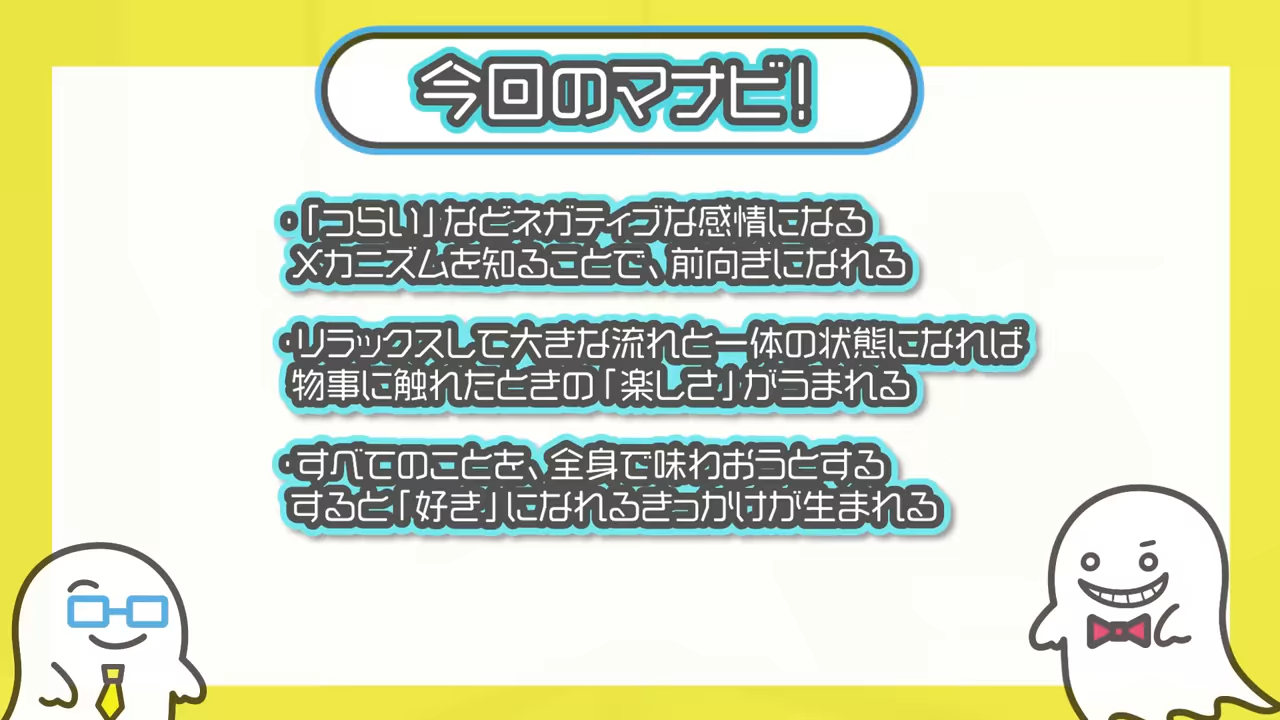 今回のマナビ!
・「つらい」などネガティブな感情になる
メカニズムを知ることで、前向きになれる
・リラックスして大きな流れと一体の状態になれば
物事に触れたときの「楽しさ」がうまれる
・すべてのことを、全身で味わおうとする
すると「好き」になれるきっかけが生まれる